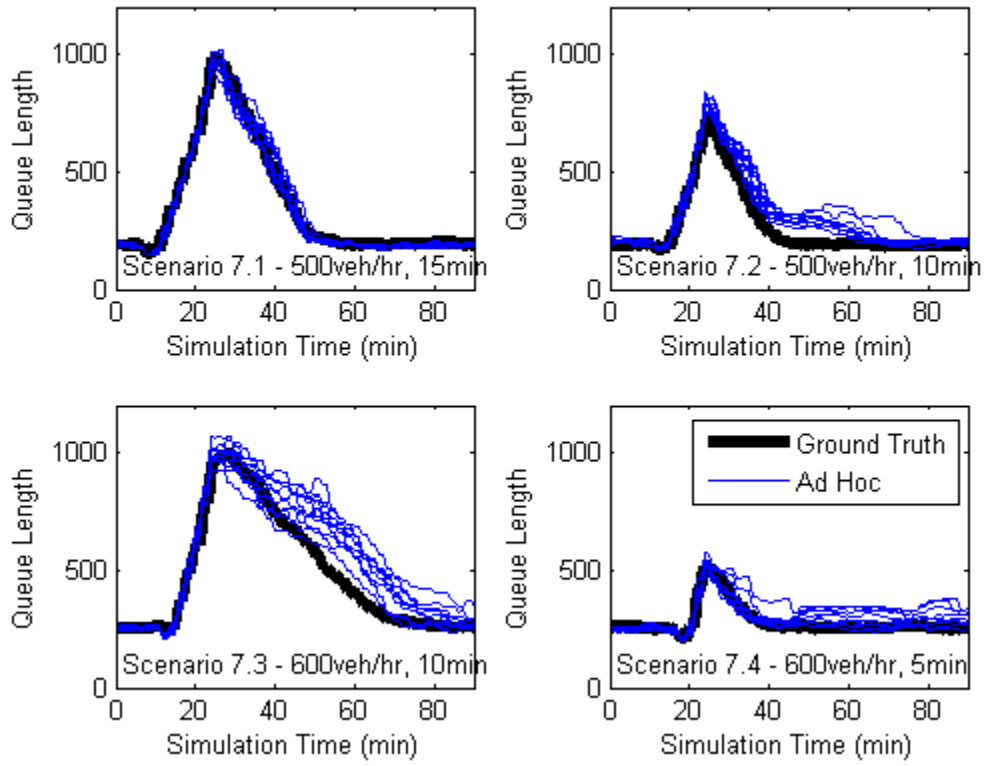 1000
500
0
Queue Length
Scenario 7.1 - 500veh/hr, 15min
0 20 40 60 80
Simulation Time (min)
1000
500
0
Queue Length
Scenario 7.2 - 500veh/hr, 10min
0 20 40 60 80
Simulation Time (min)
1000
500
0
Queue Length
Scenario 7.3 - 600veh/hr, 10min
0 20 40 60 80
Simulation Time (min)
1000
500
0
Queue Length
Ground Truth
Ad Hoc
Scenario 7.4 - 600veh/hr, 5min
0 20 40 60 80
Simulation Time (min)